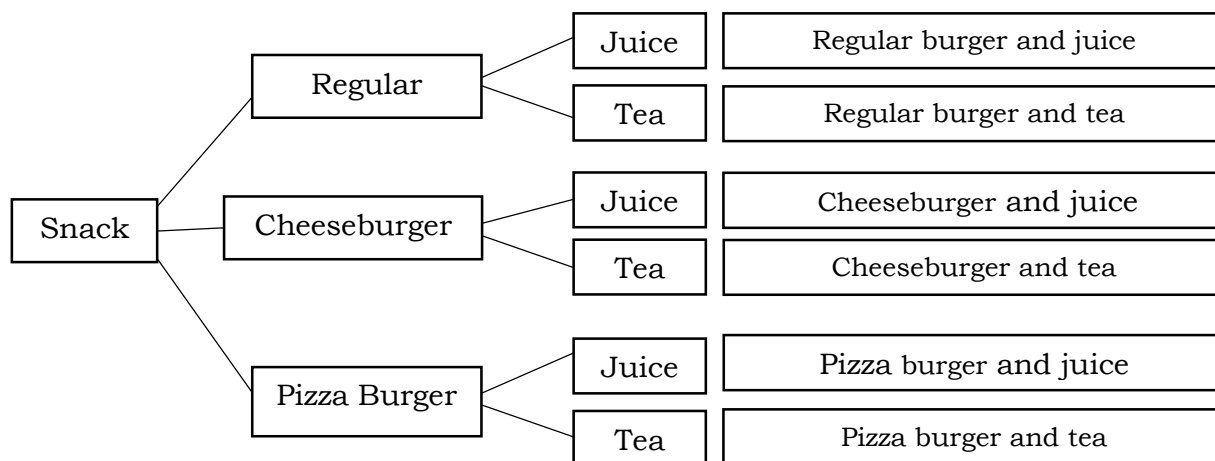 Juice
Regular burger and juice
Regular
Tea
Regular burger and tea
Snack
Cheeseburger
Juice
Cheeseburger and juice
Tea
Cheeseburger and tea
Pizza Burger
Juice
Pizza burger and juice
Tea
Pizza burger and tea